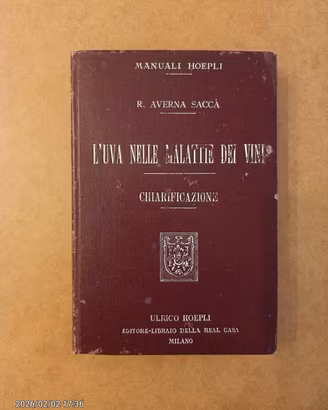 MANUALI HOEPLI
R. AVERNA SACCÀ
L'UVA NELLE MALATTIE DEI VINI
CHIARIFICAZIONE
ULRICO HOEPLI
EDITORE-LIBRAIO DELLA REAL CASA
MILANO
2026/02/02 17:36